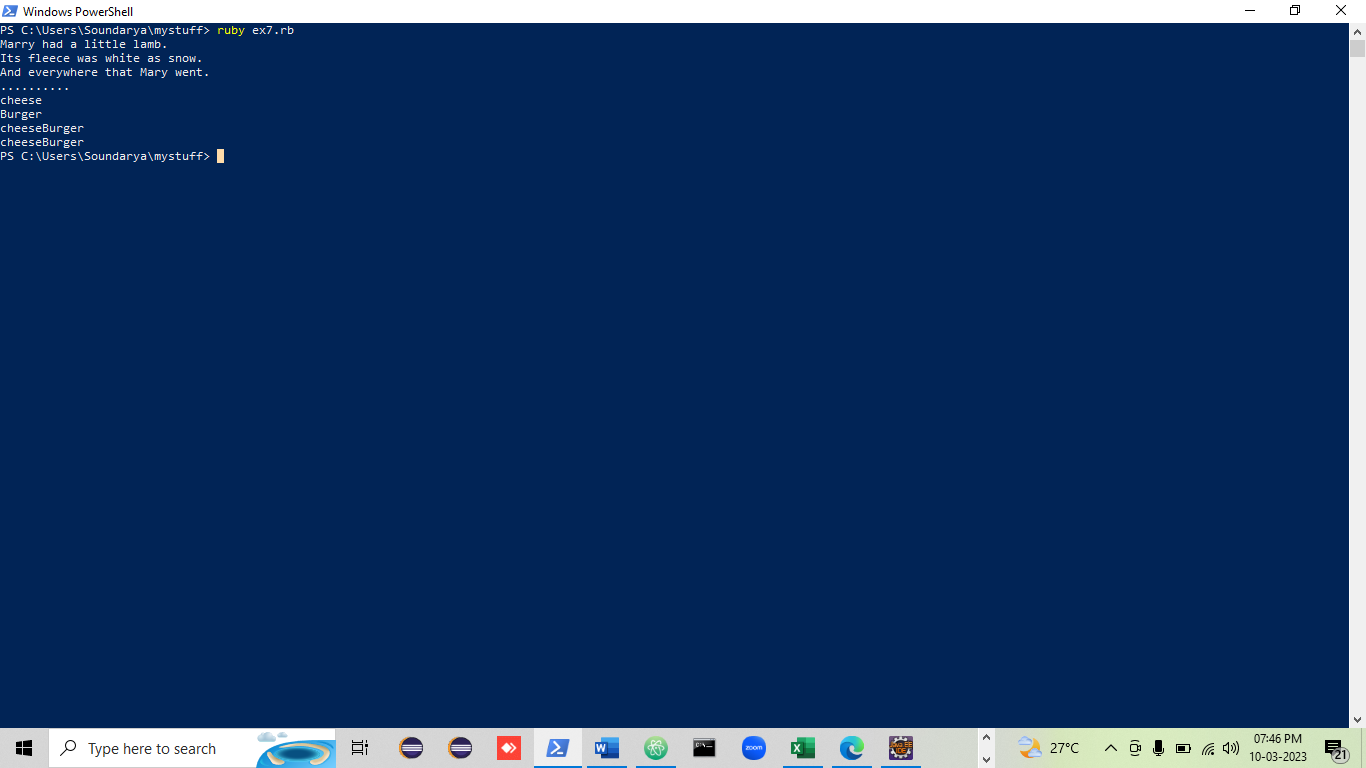 Windows PowerShell
PS C:\Users\Soundarya\mystuff> ruby ex7.rb
Marry had a little lamb.
Its fleece was white as snow.
And everywhere that Mary went.
..........
cheese
Burger
cheeseBurger
cheeseBurger
PS C:\Users\Soundarya\mystuff>
Type here to search
zoom
27°C
07:46 PM
10-03-2023
21